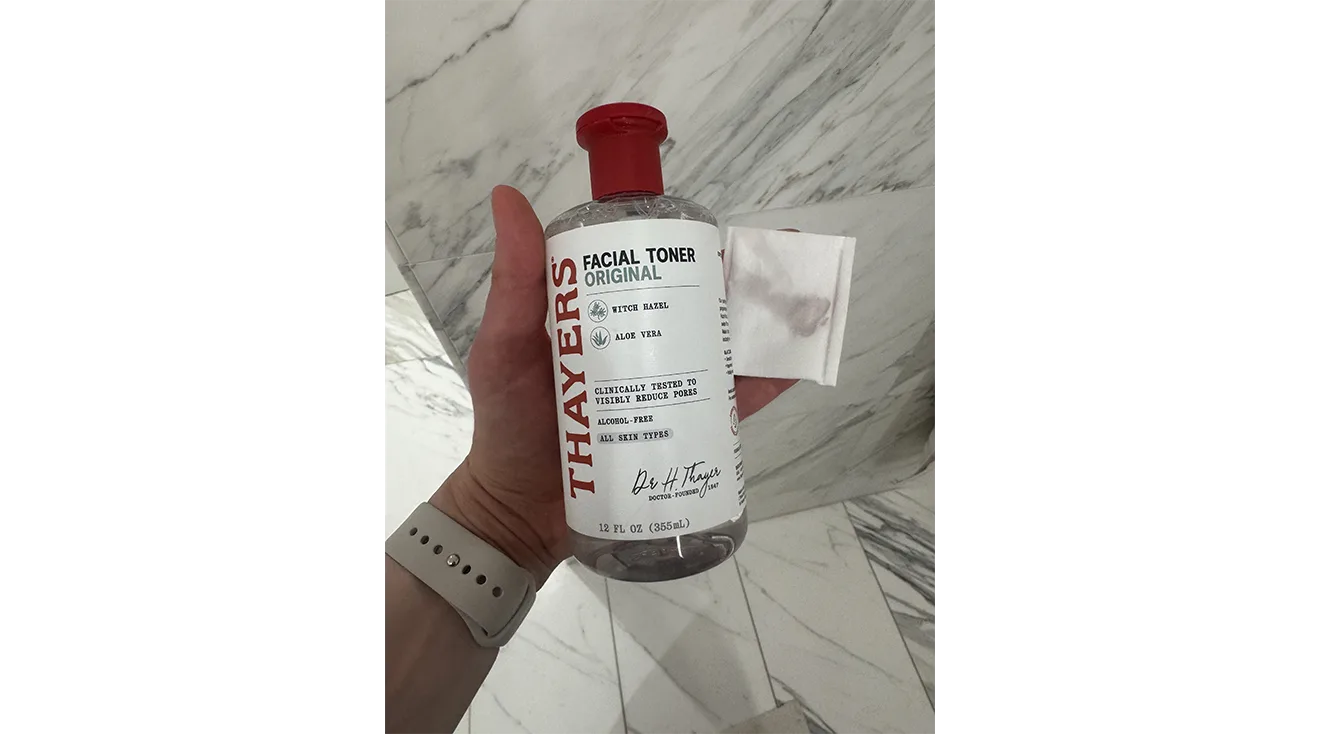 THAYERS
FACIAL TONER
ORIGINAL
WITCH HAZEL
ALOE VERA
CLINICALLY TESTED TO
VISIBLY REDUCE PORES
ALCOHOL-FREE
ALL SKIN TYPES
Dr H. Thayer
DOCTOR-FOUNDED 1847
12 FL OZ (355mL)